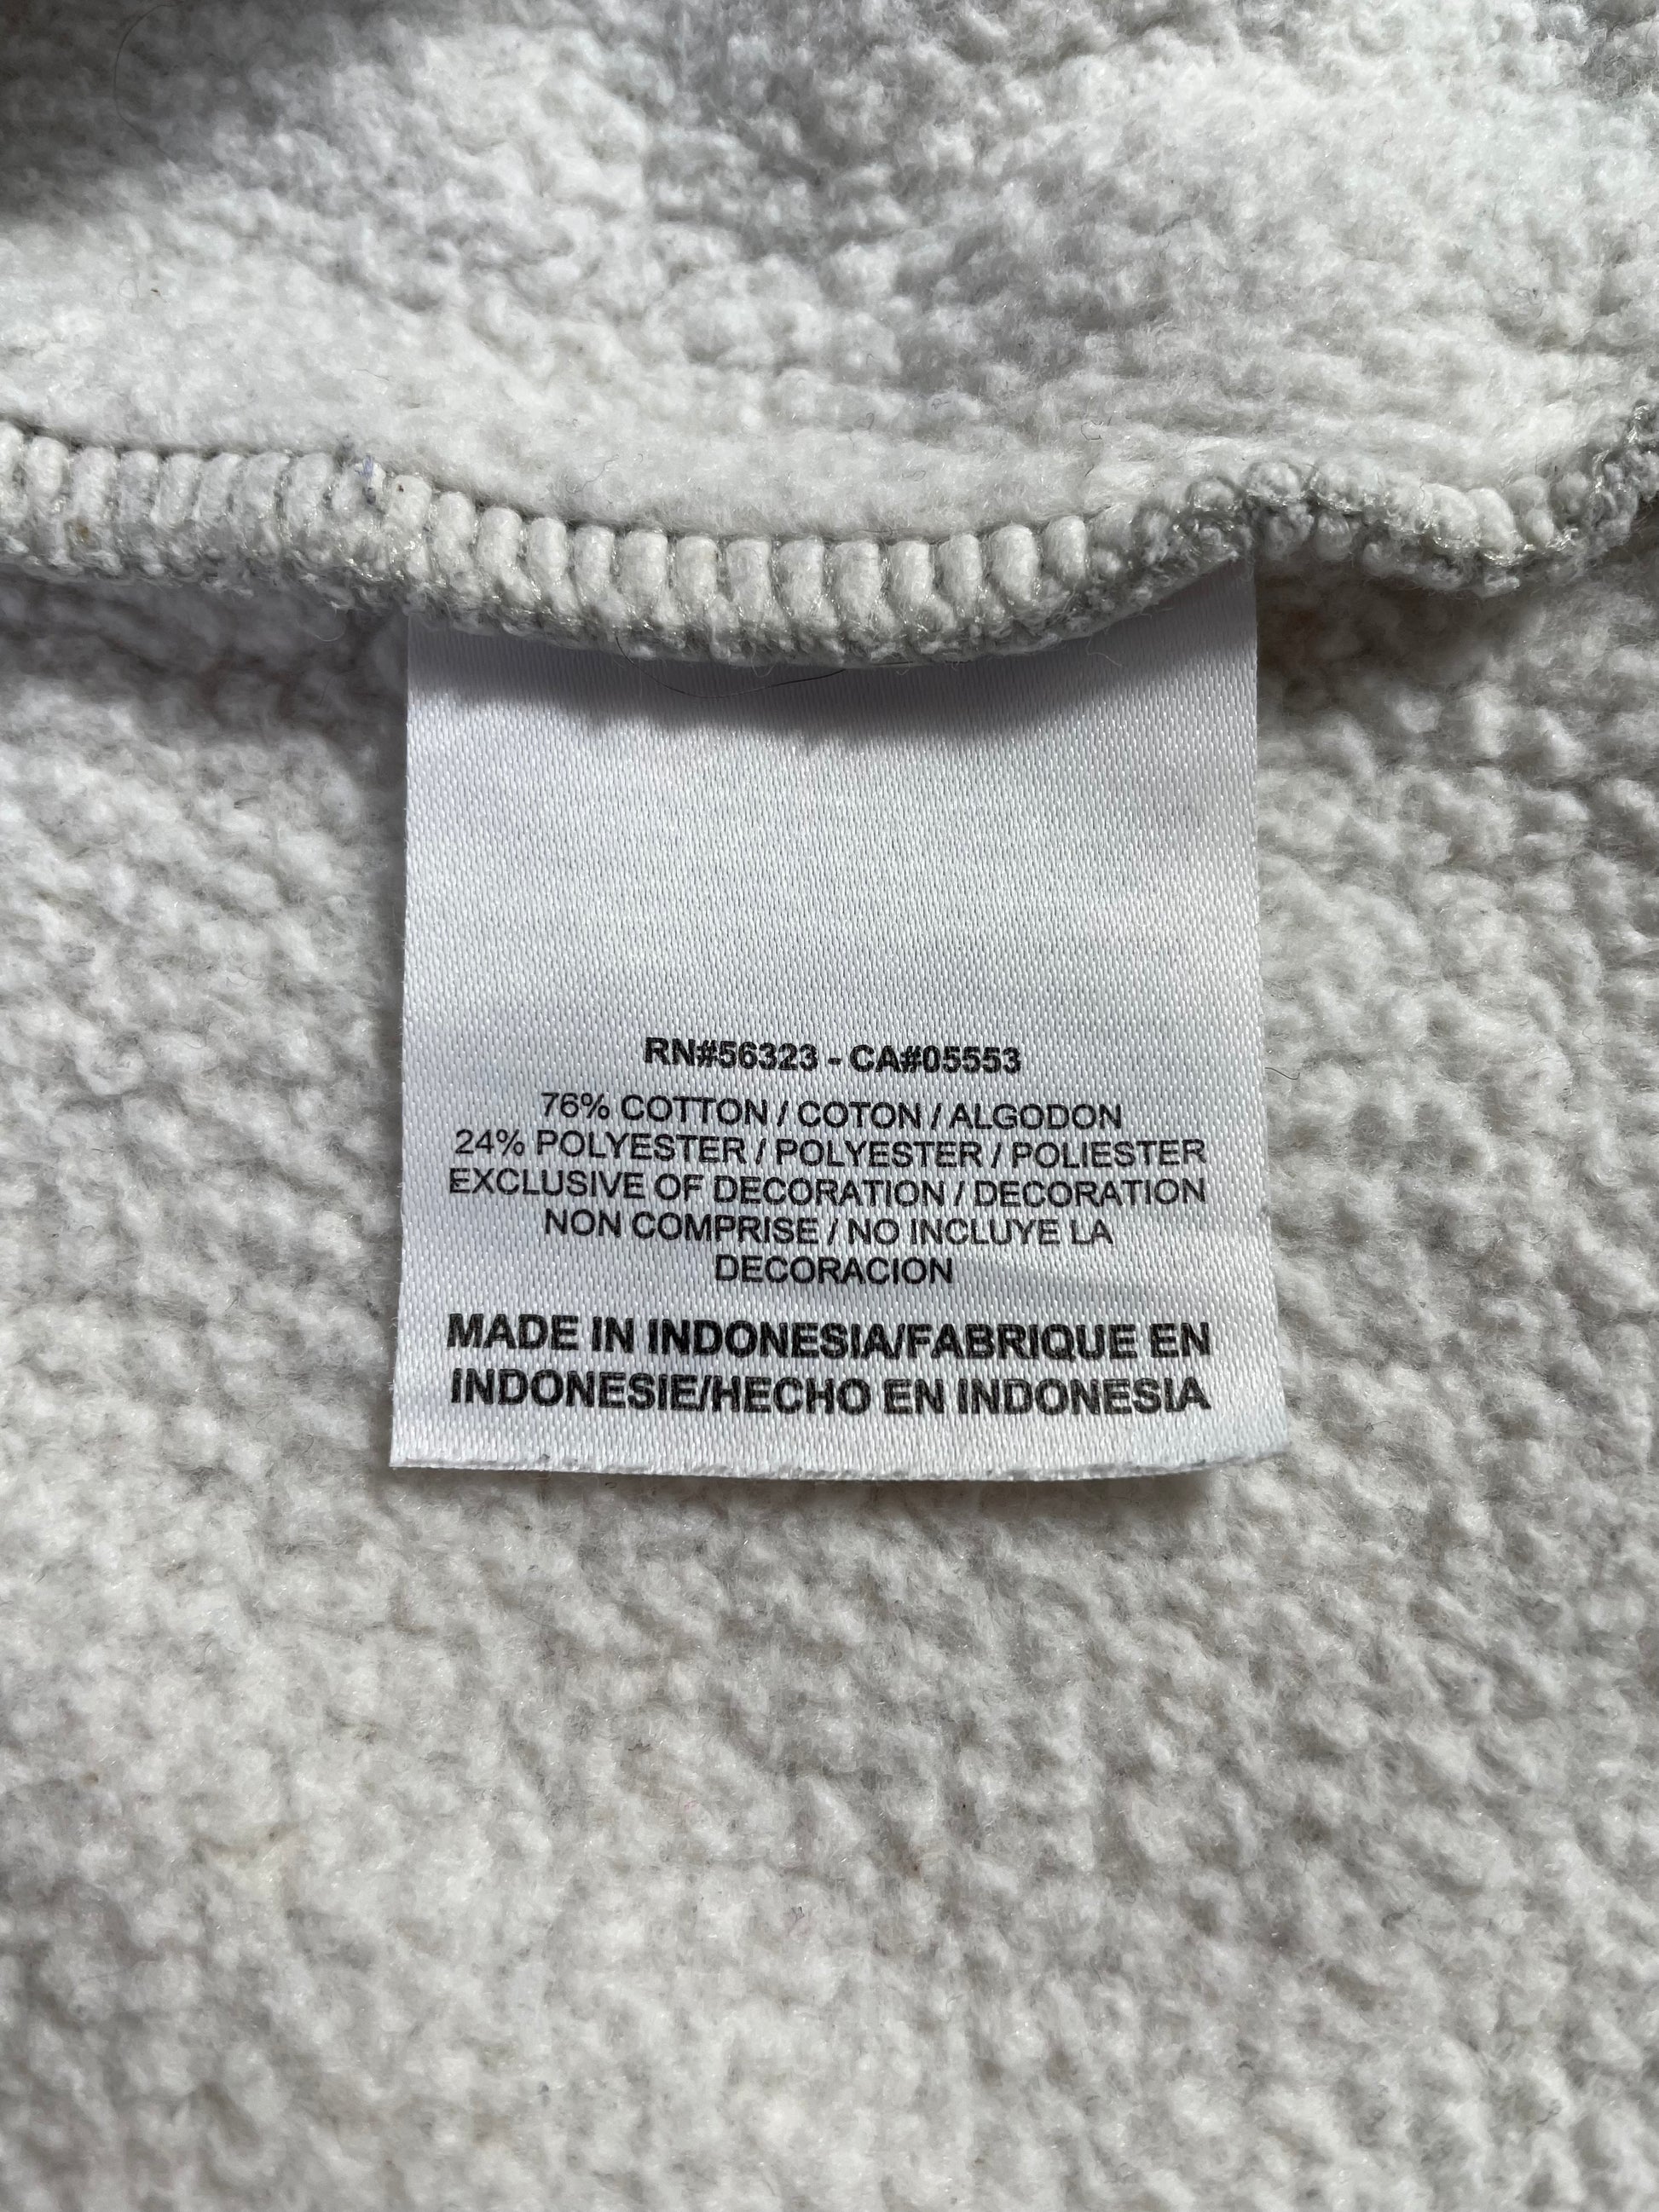 RN#56323 - CA#05553
76% COTTON / COTON / ALGODON
24% POLYESTER / POLYESTER / POLIESTER
EXCLUSIVE OF DECORATION / DECORATION
NON COMPRISE / NO INCLUYE LA
DECORACION
MADE IN INDONESIA/FABRIQUE EN
INDONESIE/HECHO EN INDONESIA